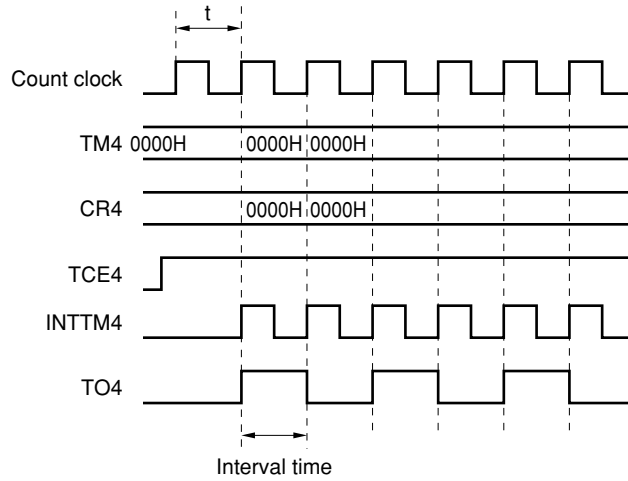 t
Count clock
TM4 0000H 0000H 0000H
CR4 0000H 0000H
TCE4
INTTM4
TO4
Interval time